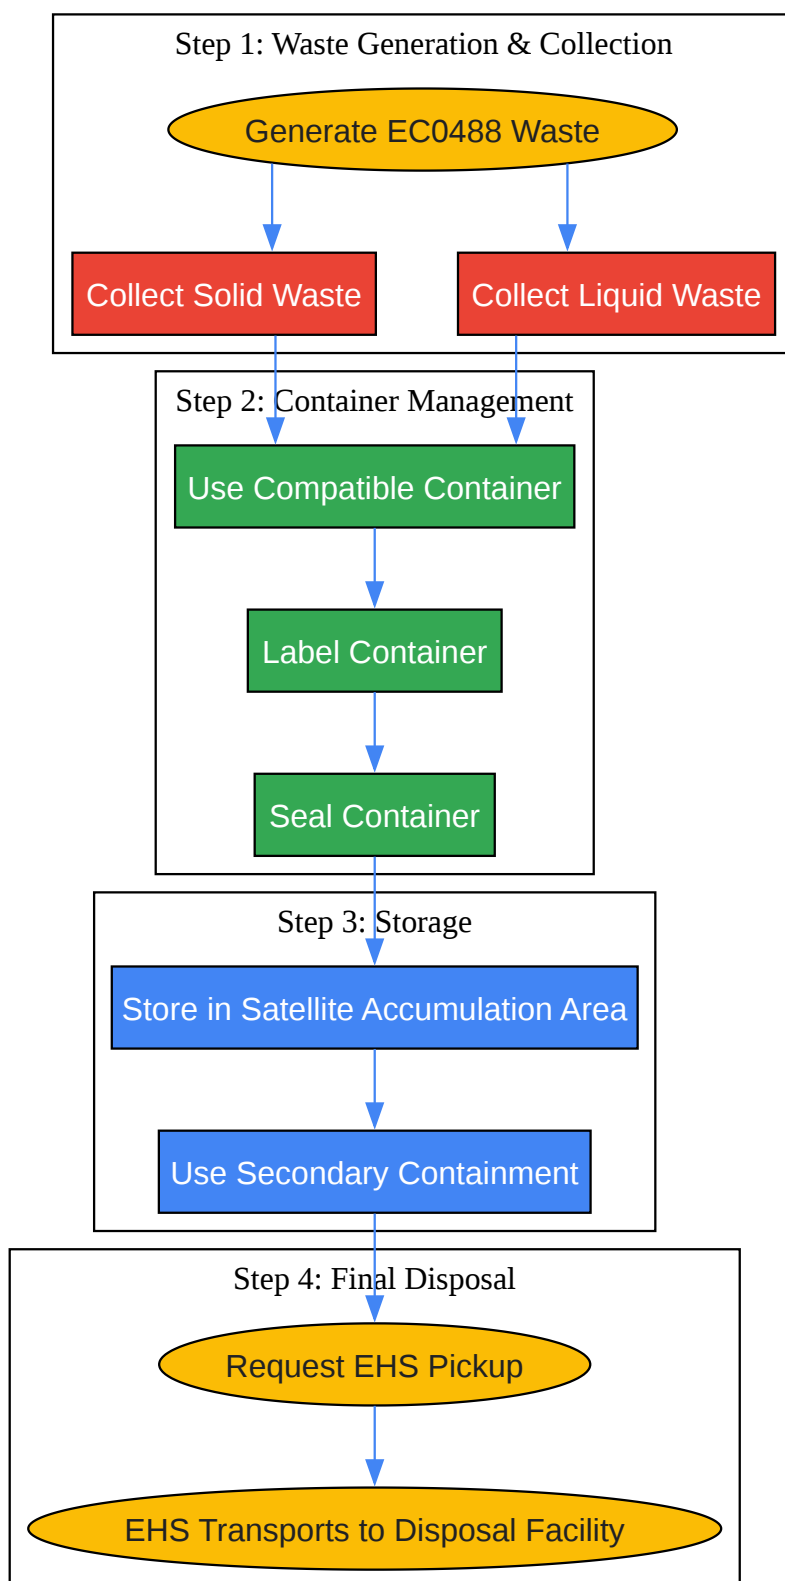 Step 1: Waste Generation & Collection
Generate EC0488 Waste
Collect Solid Waste
Collect Liquid Waste
Step 2: Container Management
Use Compatible Container
Label Container
Seal Container
Step 3: Storage
Store in Satellite Accumulation Area
Use Secondary Containment
Step 4: Final Disposal
Request EHS Pickup
EHS Transports to Disposal Facility